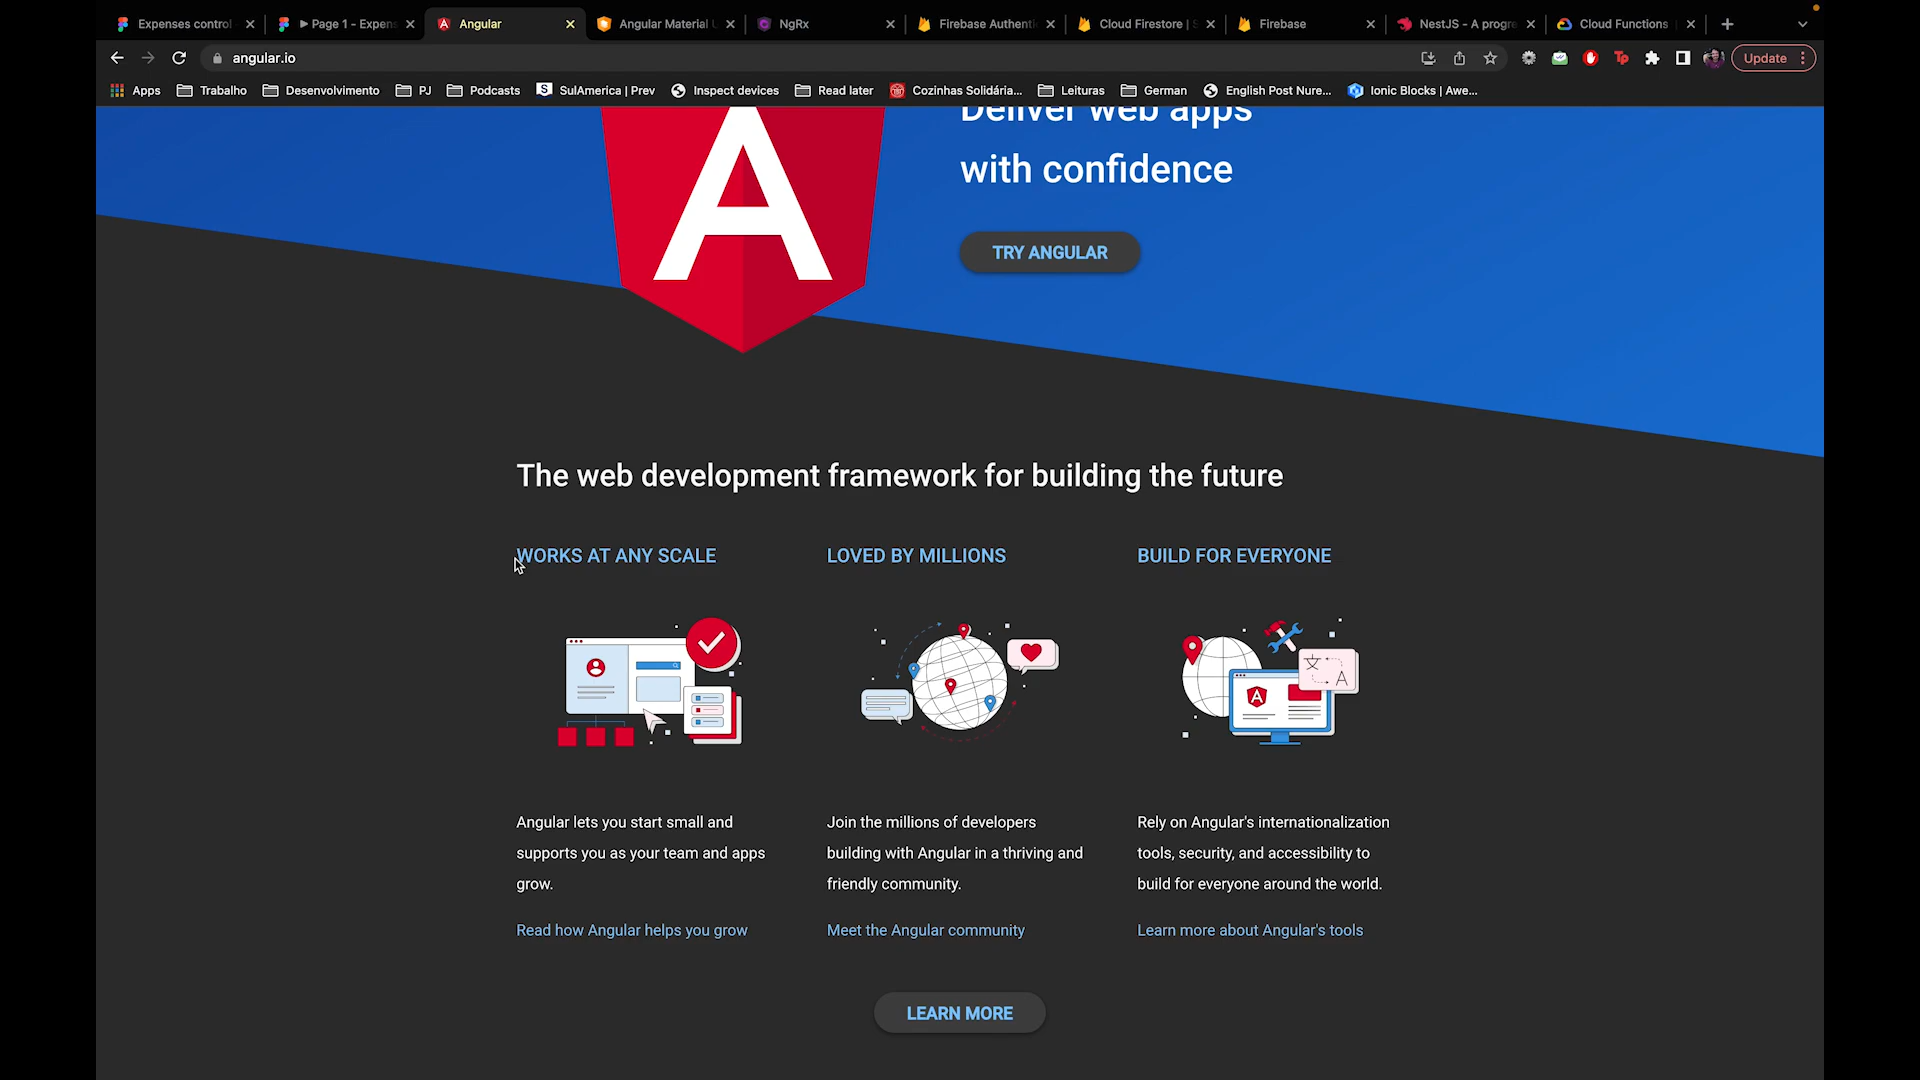 Expenses control
Page 1 - Expens
Angular
Angular Material U
NgRx
Firebase Authenti
Cloud Firestore | S
Firebase
NestJS - A progre
Cloud Functions
angular.io
Tp
Update
Apps
Trabalho
Desenvolvimento
PJ
Podcasts
SulAmerica | Prev
Inspect devices
Read later
Cozinhas Solidária...
Leituras
German
English Post Nure...
Ionic Blocks | Awe...
A
Deliver web apps
with confidence
TRY ANGULAR
The web development framework for building the future
WORKS AT ANY SCALE
LOVED BY MILLIONS
BUILD FOR EVERYONE
文
A
A
Angular lets you start small and
supports you as your team and apps
grow.
Read how Angular helps you grow
Join the millions of developers
building with Angular in a thriving and
friendly community.
Meet the Angular community
Rely on Angular's internationalization
tools, security, and accessibility to
build for everyone around the world.
Learn more about Angular's tools
LEARN MORE